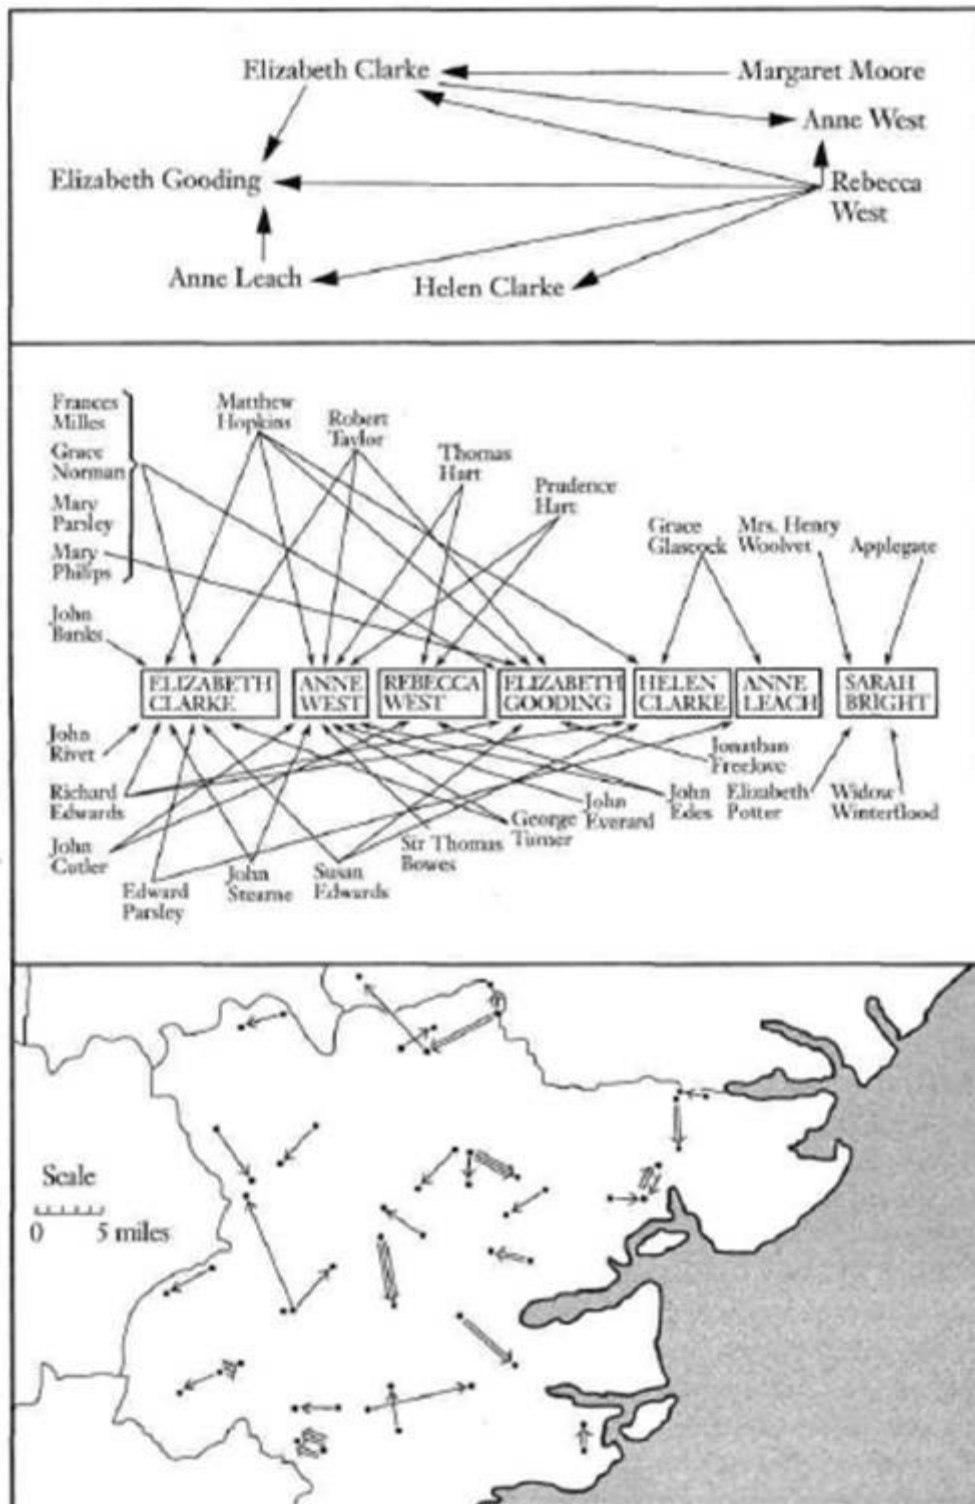 Elizabeth Clarke
Margaret Moore
Anne West
Elizabeth Gooding
Rebecca
West
Anne Leach
Helen Clarke
Frances
Milles
Grace
Norman
Mary
Parsley
Mary
Philips
John
Banks
Matthew
Hopkins
Robert
Taylor
Thomas
Hart
Prudence
Hart
Grace
Glascock
Mrs. Henry
Woolvet
Applegate
ELIZABETH
CLARKE
ANNE
WEST
REBECCA
WEST
ELIZABETH
GOODING
HELEN
CLARKE
ANNE
LEACH
SARAH
BRIGHT
John
Rivet
Richard
Edwards
John
Cutler
Edward
Parsley
John
Stearne
Susan
Edwards
Sir Thomas
Bowes
George
Turner
John
Everard
John
Edes
Jonathan
Freelove
Elizabeth
Potter
Widow
Winterflood
Scale
0 5 miles